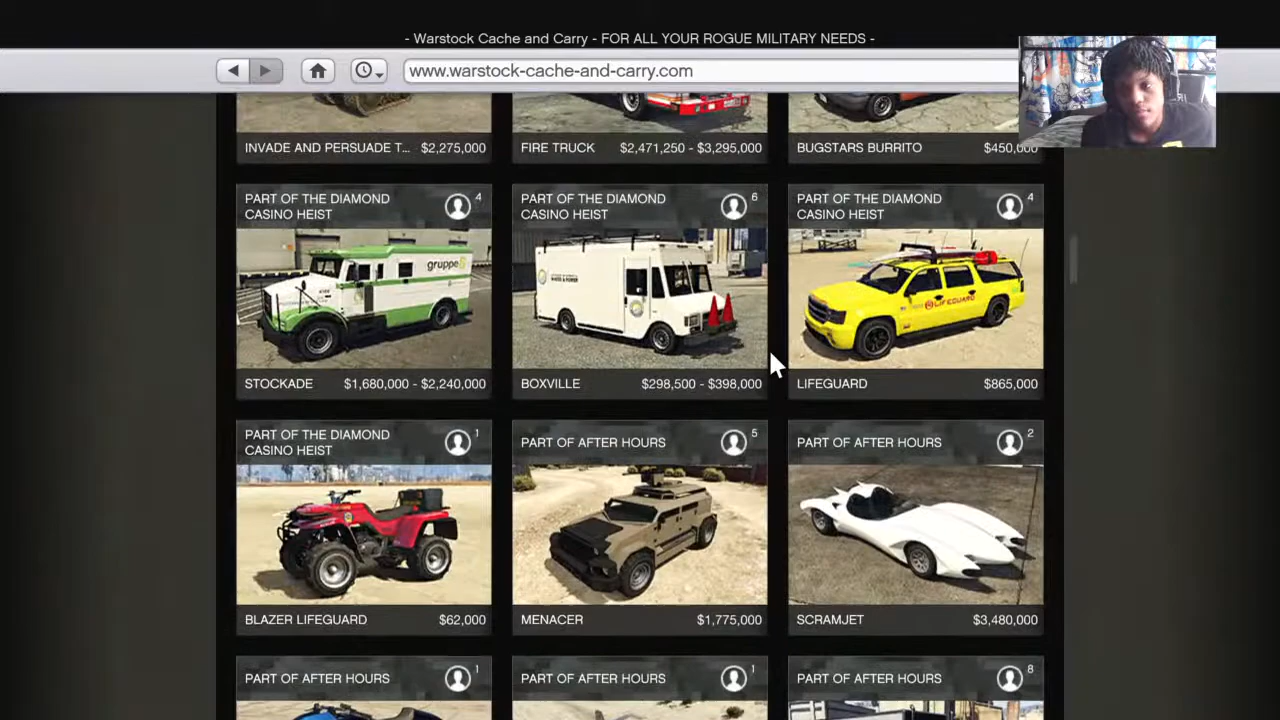 - Warstock Cache and Carry - FOR ALL YOUR ROGUE MILITARY NEEDS -
www.warstock-cache-and-carry.com
INVADE AND PERSUADE T... $2,275,000
FIRE TRUCK $2,471,250 - $3,295,000
BUGSTARS BURRITO $450,000
PART OF THE DIAMOND
CASINO HEIST
4
gruppe
STOCKADE $1,680,000 - $2,240,000
PART OF THE DIAMOND
CASINO HEIST
6
BOXVILLE $298,500 - $398,000
PART OF THE DIAMOND
CASINO HEIST
4
LIFEGUARD
LIFEGUARD $865,000
PART OF THE DIAMOND
CASINO HEIST
1
BLAZER LIFEGUARD $62,000
PART OF AFTER HOURS 5
MENACER $1,775,000
PART OF AFTER HOURS 2
SCRAMJET $3,480,000
PART OF AFTER HOURS 1
PART OF AFTER HOURS 1
PART OF AFTER HOURS 8